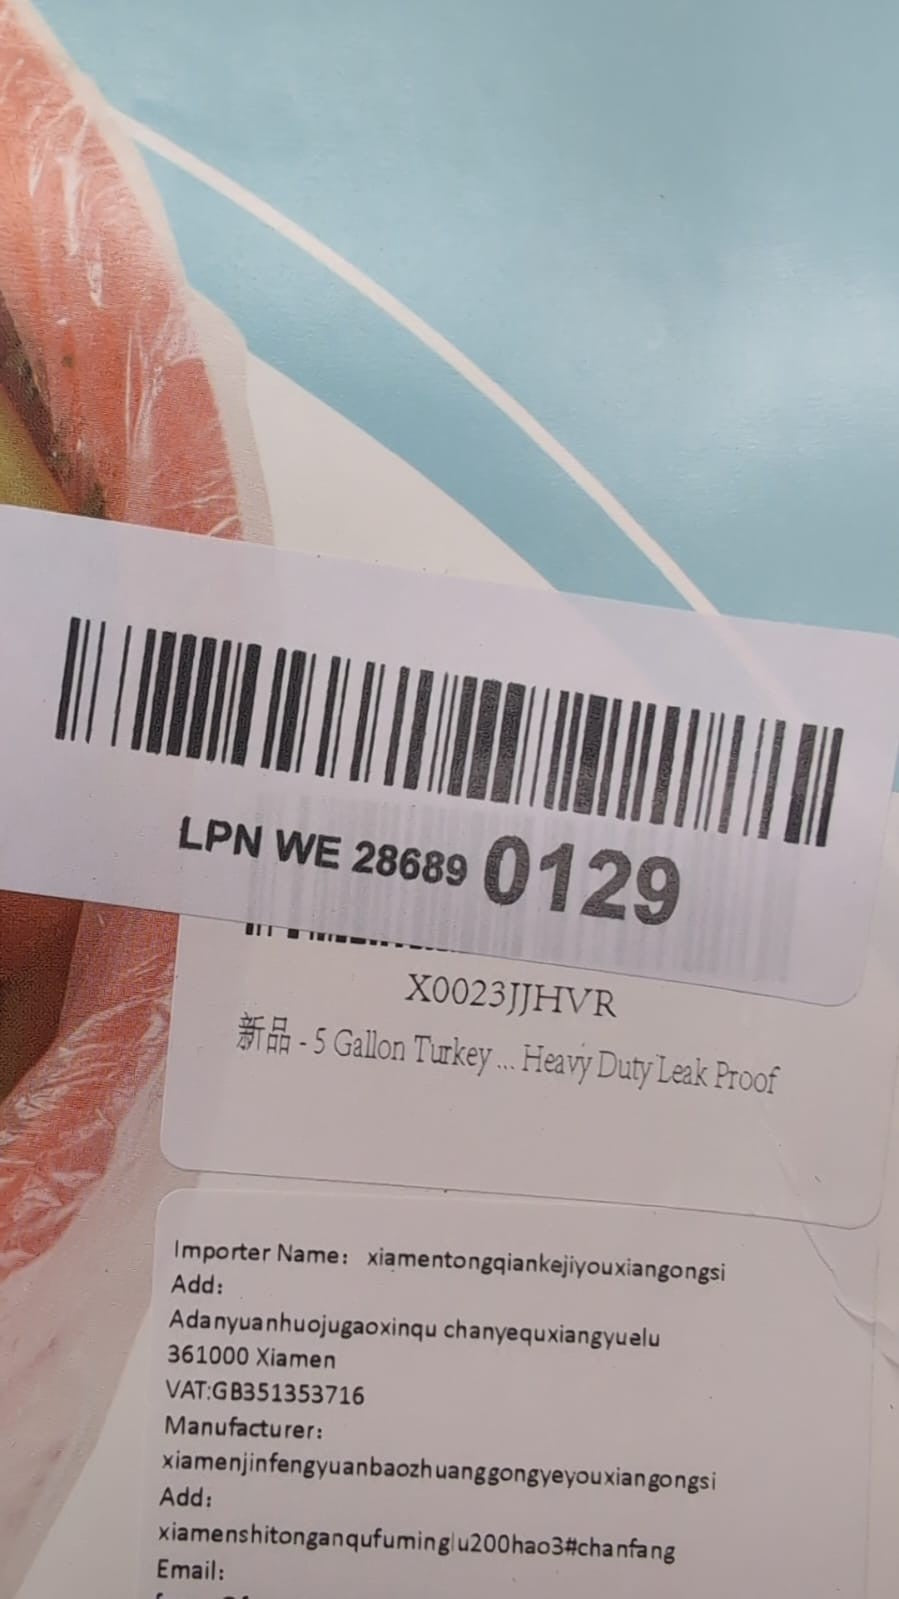 LPN WE 28689 0129
X0023JJHVR
新品 - 5 Gallon Turkey ... Heavy Duty Leak Proof
Importer Name: xiamentongqiankejiyouxiangongsi
Add:
Adanyuanhuojugaoxinqu chanyequxiangyuelu
361000 Xiamen
VAT:GB351353716
Manufacturer:
xiamenjinfengyuanbaozhuanggongyeyouxiangongsi
Add:
xiamenshitonganqufuminglu200hao3#chanfang
Email: